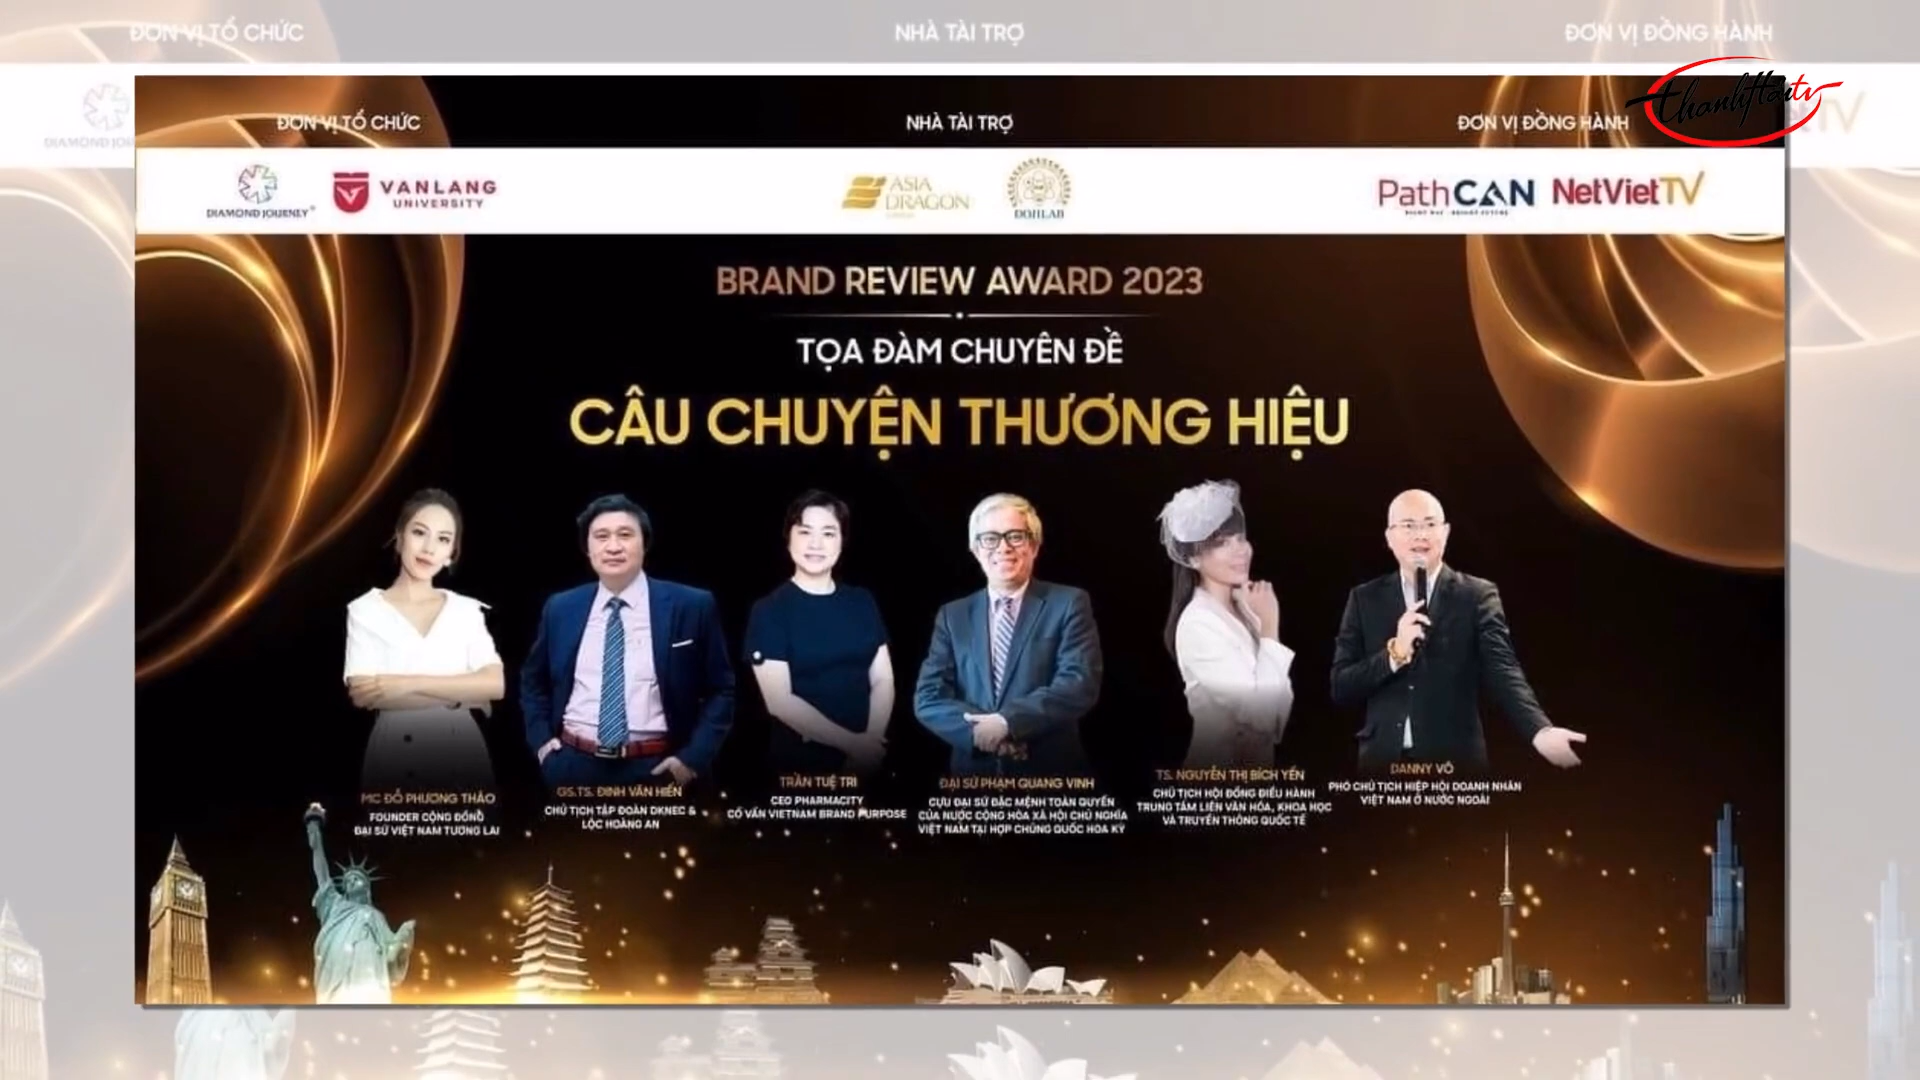 ĐƠN VỊ TỔ CHỨC
NHÀ TÀI TRỢ
ĐƠN VỊ ĐỒNG HÀNH
ThanhHảitv
ĐƠN VỊ TỔ CHỨC
NHÀ TÀI TRỢ
ĐƠN VỊ ĐỒNG HÀNH
DIAMOND JOURNEY
VANLANG
UNIVERSITY
ASIA
DRAGON
DOHLAB
PathCAN
RIGHT WAY - BRIGHT FUTURE
NetVietTV
BRAND REVIEW AWARD 2023
TỌA ĐÀM CHUYÊN ĐỀ
CÂU CHUYỆN THƯƠNG HIỆU
MC ĐỖ PHƯƠNG THẢO
FOUNDER CỘNG ĐỒNG
ĐẠI SỨ VIỆT NAM TƯƠNG LAI
GS.TS. ĐINH VĂN HIẾN
CHỦ TỊCH TẬP ĐOÀN DKNEC &
LỘC HOÀNG AN
TRẦN TUỆ TRI
CEO PHARMACITY
CỐ VẤN VIETNAM BRAND PURPOSE
ĐẠI SỨ PHẠM QUANG VINH
CỰU ĐẠI SỨ ĐẶC MỆNH TOÀN QUYỀN
CỦA NƯỚC CỘNG HÒA XÃ HỘI CHỦ NGHĨA
VIỆT NAM TẠI HỢP CHỦNG QUỐC HOA KỲ
TS. NGUYỄN THỊ BÍCH YẾN
CHỦ TỊCH HỘI ĐỒNG ĐIỀU HÀNH
TRUNG TÂM LIÊN VĂN HÓA, KHOA HỌC
VÀ TRUYỀN THÔNG QUỐC TẾ
DANNY VÕ
PHÓ CHỦ TỊCH HIỆP HỘI DOANH NHÂN
VIỆT NAM Ở NƯỚC NGOÀI